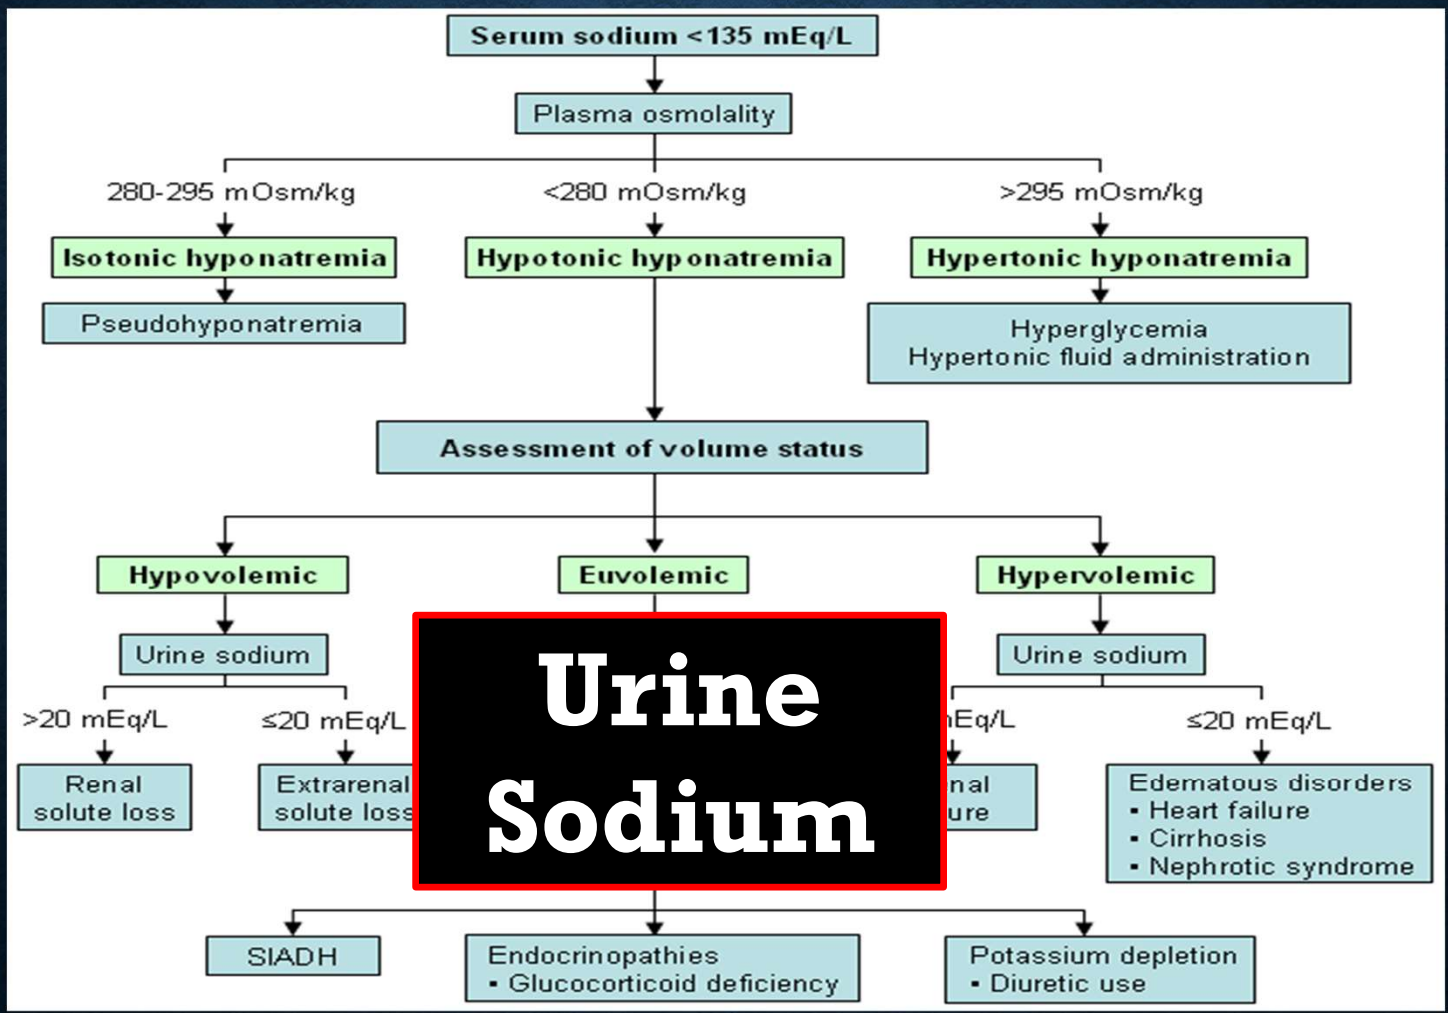 Serum sodium <135 mEq/L
Plasma osmolality
280-295 mOsm/kg
<280 mOsm/kg
>295 mOsm/kg
Isotonic hyponatremia
Hypotonic hyponatremia
Hypertonic hyponatremia
Pseudohyponatremia
Hyperglycemia
Hypertonic fluid administration
Assessment of volume status
Hypovolemic
Euvolemic
Hypervolemic
Urine sodium
Urine
Sodium
Urine sodium
>20 mEq/L
≤20 mEq/L
≤20 mEq/L
Renal
solute loss
Extrarenal
solute loss
Edematous disorders
▪ Heart failure
▪ Cirrhosis
▪ Nephrotic syndrome
SIADH
Endocrinopathies
▪ Glucocorticoid deficiency
Potassium depletion
▪ Diuretic use